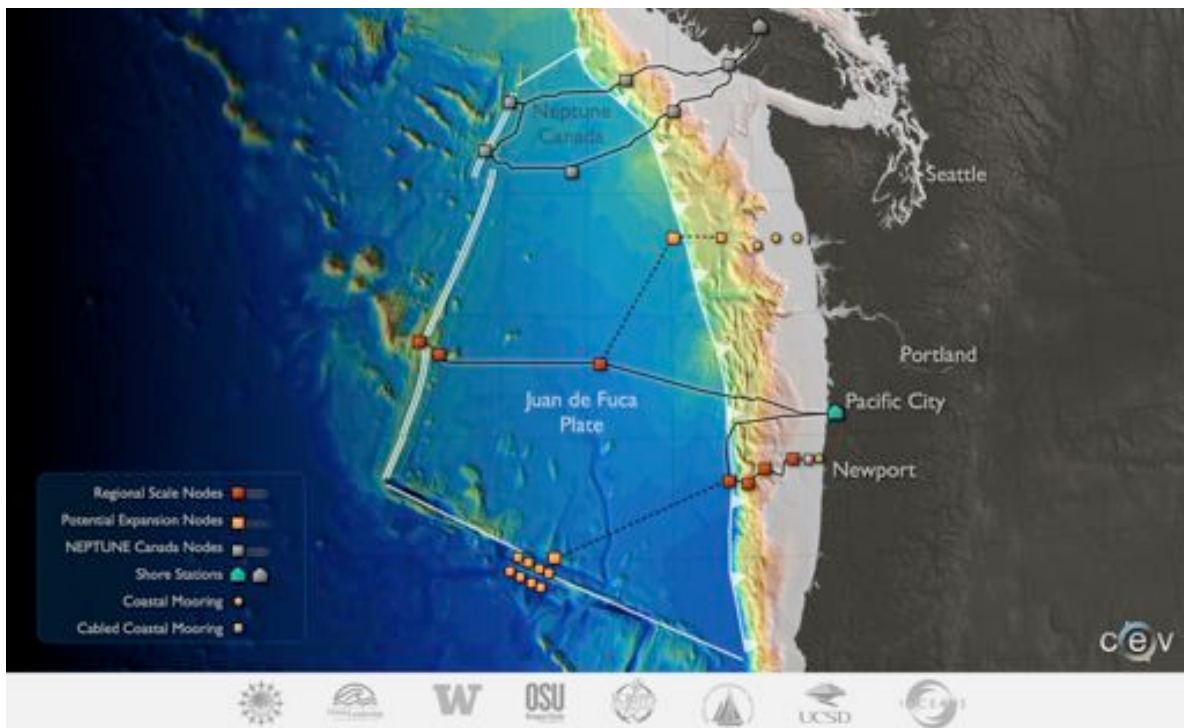 Neptune
Canada
Seattle
Portland
Juan de Fuca
Plate
Pacific City
Newport
Regional Scale Nodes
Potential Expansion Nodes
NEPTUNE Canada Nodes
Shore Stations
Coastal Mooring
Cabled Coastal Mooring
cev
W
OSU
UCSD